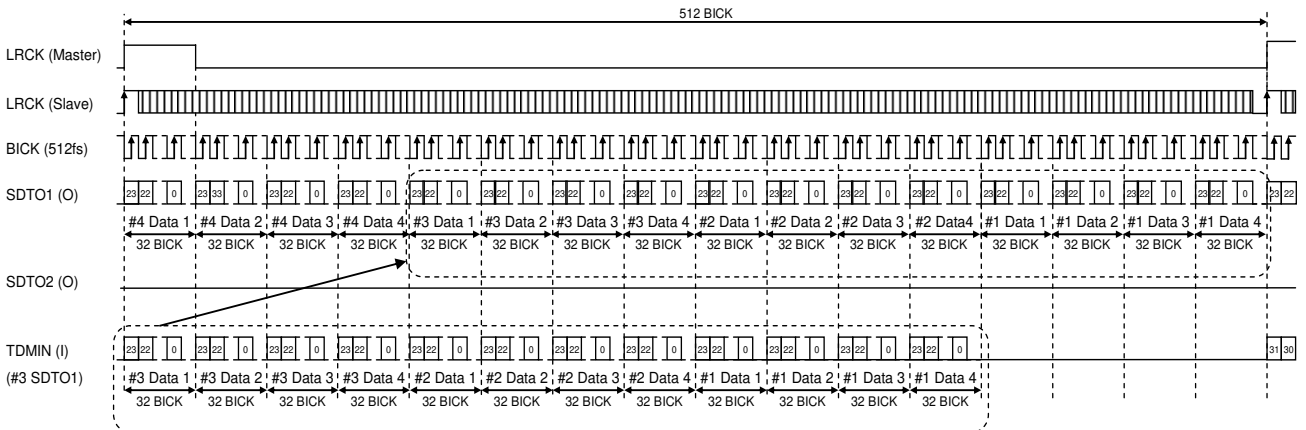 512 BICK
LRCK (Master)
LRCK (Slave)
BICK (512fs)
SDTO1 (O)
23 22 0 23 33 0 23 22 0 23 22 0 23 22 0 23 22 0 23 22 0 23 22 0 23 22 0 23 22 0 23 22 0 23 22 0 23 22 0 23 22 0 23 22 0 23 22 0 23 22
#4 Data 1 #4 Data 2 #4 Data 3 #4 Data 4 #3 Data 1 #3 Data 2 #3 Data 3 #3 Data 4 #2 Data 1 #2 Data 2 #2 Data 3 #2 Data4 #1 Data 1 #1 Data 2 #1 Data 3 #1 Data 4
32 BICK 32 BICK 32 BICK 32 BICK 32 BICK 32 BICK 32 BICK 32 BICK 32 BICK 32 BICK 32 BICK 32 BICK 32 BICK 32 BICK 32 BICK 32 BICK
SDTO2 (O)
TDMIN (I)
23 22 0 23 22 0 23 22 0 23 22 0 23 22 0 23 22 0 23 22 0 23 22 0 23 22 0 23 22 0 23 22 0 23 22 0 31 30
(#3 SDTO1)
#3 Data 1 #3 Data 2 #3 Data 3 #3 Data 4 #2 Data 1 #2 Data 2 #2 Data 3 #2 Data 4 #1 Data 1 #1 Data 2 #1 Data 3 #1 Data 4
32 BICK 32 BICK 32 BICK 32 BICK 32 BICK 32 BICK 32 BICK 32 BICK 32 BICK 32 BICK 32 BICK 32 BICK